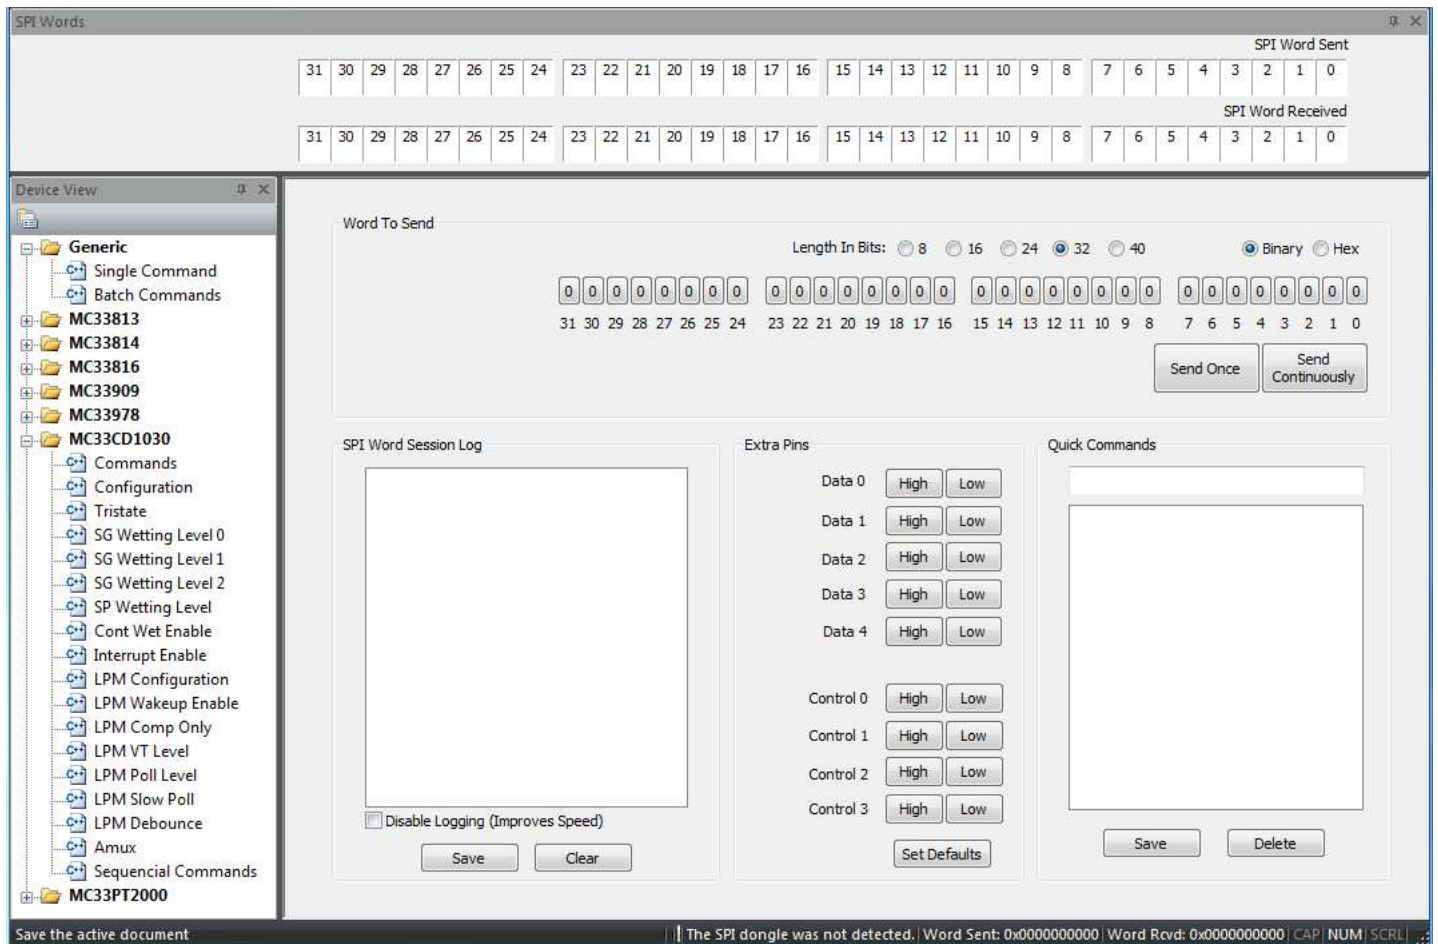 SPI Words
SPI Word Sent
31 30 29 28 27 26 25 24 23 22 21 20 19 18 17 16 15 14 13 12 11 10 9 8 7 6 5 4 3 2 1 0
SPI Word Received
31 30 29 28 27 26 25 24 23 22 21 20 19 18 17 16 15 14 13 12 11 10 9 8 7 6 5 4 3 2 1 0
Device View
Generic
Single Command
Batch Commands
MC33813
MC33814
MC33816
MC33909
MC33978
MC33CD1030
Commands
Configuration
Tristate
SG Wetting Level 0
SG Wetting Level 1
SG Wetting Level 2
SP Wetting Level
Cont Wet Enable
Interrupt Enable
LPM Configuration
LPM Wakeup Enable
LPM Comp Only
LPM VT Level
LPM Poll Level
LPM Slow Poll
LPM Debounce
Amux
Sequencial Commands
MC33PT2000
Word To Send
Length In Bits: 8 16 24 32 40 Binary Hex
0 0 0 0 0 0 0 0 0 0 0 0 0 0 0 0 0 0 0 0 0 0 0 0 0 0 0 0 0 0 0 0
31 30 29 28 27 26 25 24 23 22 21 20 19 18 17 16 15 14 13 12 11 10 9 8 7 6 5 4 3 2 1 0
Send Once
Send
Continuously
SPI Word Session Log
Disable Logging (Improves Speed)
Save Clear
Extra Pins
Data 0 High Low
Data 1 High Low
Data 2 High Low
Data 3 High Low
Data 4 High Low
Control 0 High Low
Control 1 High Low
Control 2 High Low
Control 3 High Low
Set Defaults
Quick Commands
Save Delete
Save the active document
The SPI dongle was not detected. Word Sent: 0x0000000000 Word Rcvd: 0x0000000000 CAP NUM SCRL